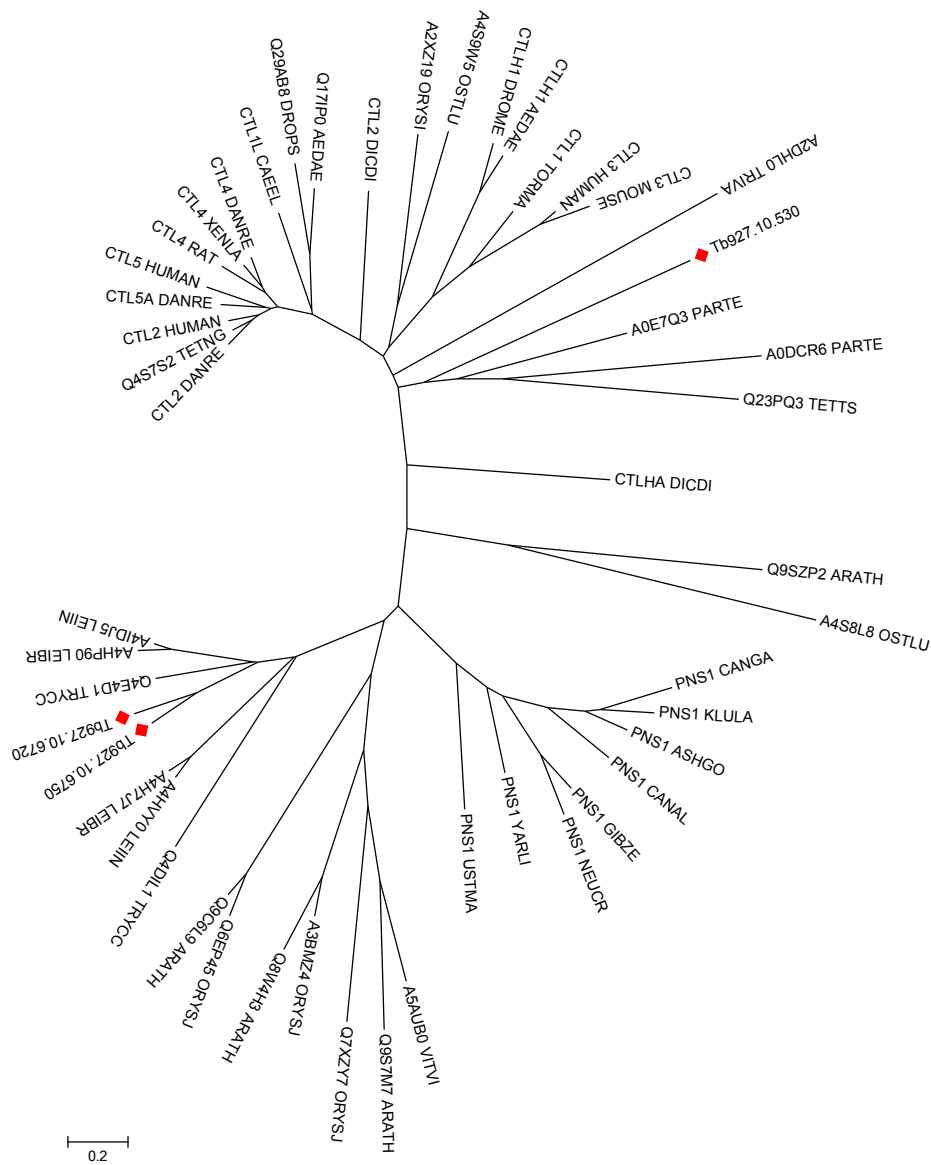 Q29AB8 DROPS
Q17IP0 AEDAE
CTL2 DICDI
A2XZ19 ORYSI
A4S9W5 OSTLU
CTLH1 DROME
CTLH1 AEDAE
CTL1 TORMA
CTL3 HUMAN
CTL3 MOUSE
A2DHL0 TRIVA
Tb927.10.530
A0E7Q3 PARTE
A0DCR6 PARTE
Q23PQ3 TETTS
CTLHA DICDI
Q9SZP2 ARATH
A4S8L8 OSTLU
PNS1 CANGA
PNS1 KLULA
PNS1 ASHGO
PNS1 CANAL
PNS1 GIBZE
PNS1 NEUCR
PNS1 YARLI
PNS1 USTMA
A5AUB0 VITVI
Q9S7M7 ARATH
Q7XZY7 ORYSJ
A3BMZ4 ORYSJ
Q8W4H3 ARATH
Q6EP45 ORYSJ
Q9C6L9 ARATH
Q4DIL1 TRYCC
A4HVY0 LEIIN
A4H7J7 LEIBR
Tb927.10.6750
Tb927.10.6720
Q4E4D1 TRYCC
A4HP90 LEIBR
A4IDJ5 LEIIN
CTL2 DANRE
Q4S7S2 TETNG
CTL2 HUMAN
CTL5A DANRE
CTL5 HUMAN
CTL4 RAT
CTL4 XENLA
CTL4 DANRE
CTL1L CAEEL
0.2